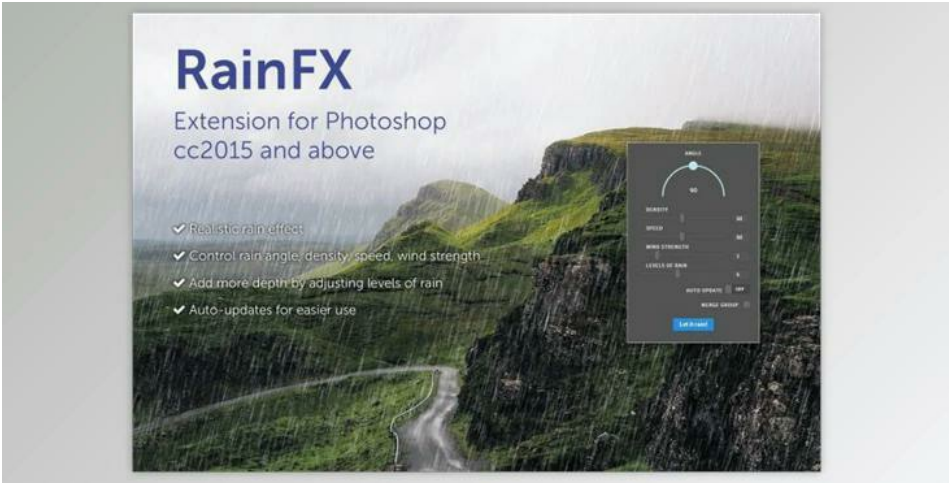 RainFX
Extension for Photoshop
cc2015 and above
✔ Realistic rain effect
✔ Control rain angle, density, speed, wind strength
✔ Add more depth by adjusting levels of rain
✔ Auto-updates for easier use
ANGLE
90
DENSITY
SPEED
WIND STRENGTH
LEVELS OF RAIN
AUTO UPDATE OFF
MERGE GROUP
Let it rain!